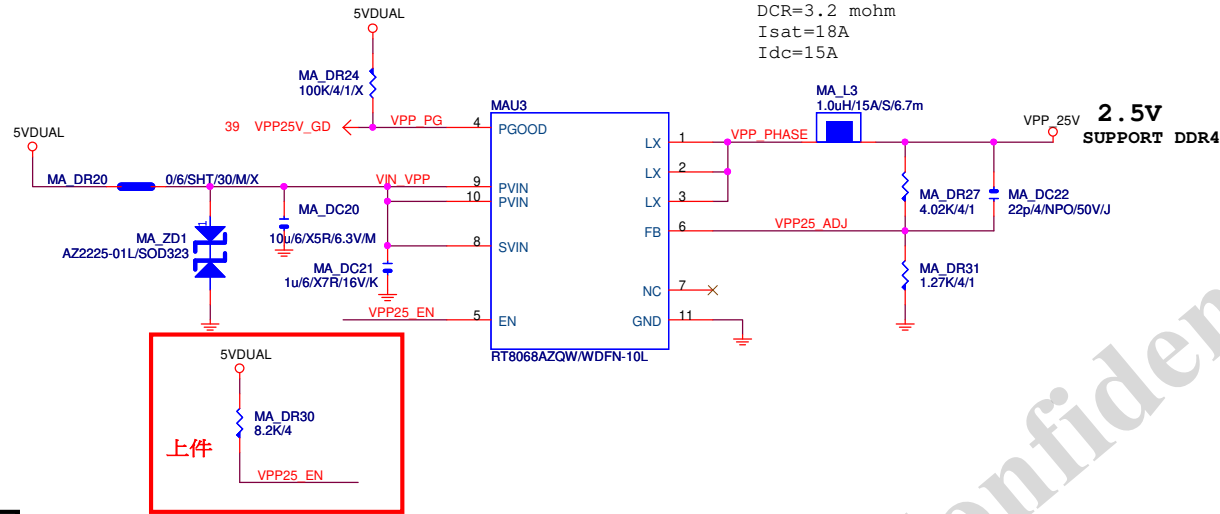 DCR=3.2 mohm
Isat=18A
Idc=15A
5VDUAL
MA_DR24
100K/4/1/X
39 VPP25V_GD
VPP_PG
4
PGOOD
MAU3
5VDUAL
MA_DR20
0/6/SHT/30/M/X
VIN_VPP
9
PVIN
10
PVIN
8
SVIN
MA_ZD1
AZ2225-01L/SOD323
1
MA_DC20
10u/6/X5R/6.3V/M
MA_DC21
1u/6/X7R/16V/K
VPP25_EN
5
EN
RT8068AZQW/WDFN-10L
LX
1
VPP_PHASE
LX
2
LX
3
FB
6
VPP25_ADJ
NC
7
GND
11
MA_L3
1.0uH/15A/S/6.7m
VPP_25V
2.5V
SUPPORT DDR4
MA_DR27
4.02K/4/1
MA_DC22
22p/4/NPO/50V/J
MA_DR31
1.27K/4/1
5VDUAL
MA_DR30
8.2K/4
上件
VPP25_EN
onfiden